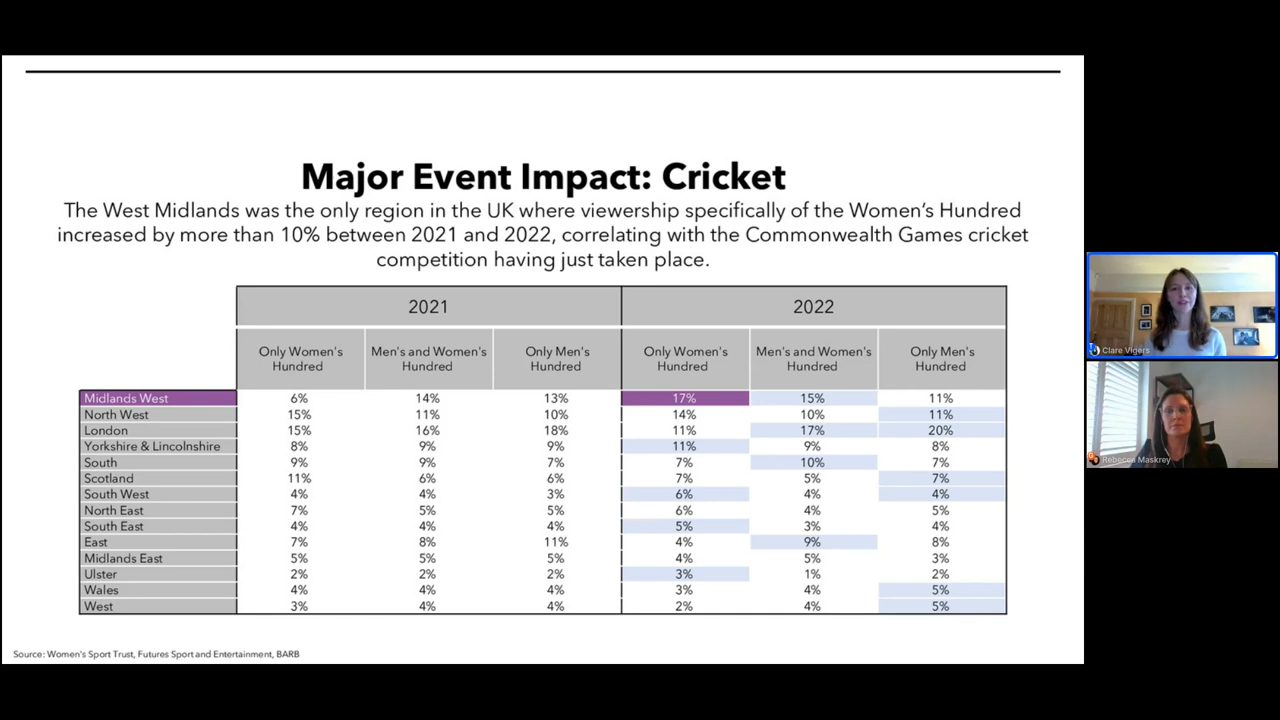 Major Event Impact: Cricket
The West Midlands was the only region in the UK where viewership specifically of the Women's Hundred
increased by more than 10% between 2021 and 2022, correlating with the Commonwealth Games cricket
competition having just taken place.
2021 2022
Only Women's Hundred Men's and Women's Hundred Only Men's Hundred Only Women's Hundred Men's and Women's Hundred Only Men's Hundred
Midlands West 6% 14% 13% 17% 15% 11%
North West 15% 11% 10% 14% 10% 11%
London 15% 16% 18% 11% 17% 20%
Yorkshire & Lincolnshire 8% 9% 9% 11% 9% 8%
South 9% 9% 7% 7% 10% 7%
Scotland 11% 6% 6% 7% 5% 7%
South West 4% 4% 3% 6% 4% 4%
North East 7% 5% 5% 6% 4% 5%
South East 4% 4% 4% 5% 3% 4%
East 7% 8% 11% 4% 9% 8%
Midlands East 5% 5% 5% 4% 5% 3%
Ulster 2% 2% 2% 3% 1% 2%
Wales 4% 4% 4% 3% 4% 5%
West 3% 4% 4% 2% 4% 5%
Source: Women's Sport Trust, Futures Sport and Entertainment, BARB
Clare Vigers
Rebecca Maskrey